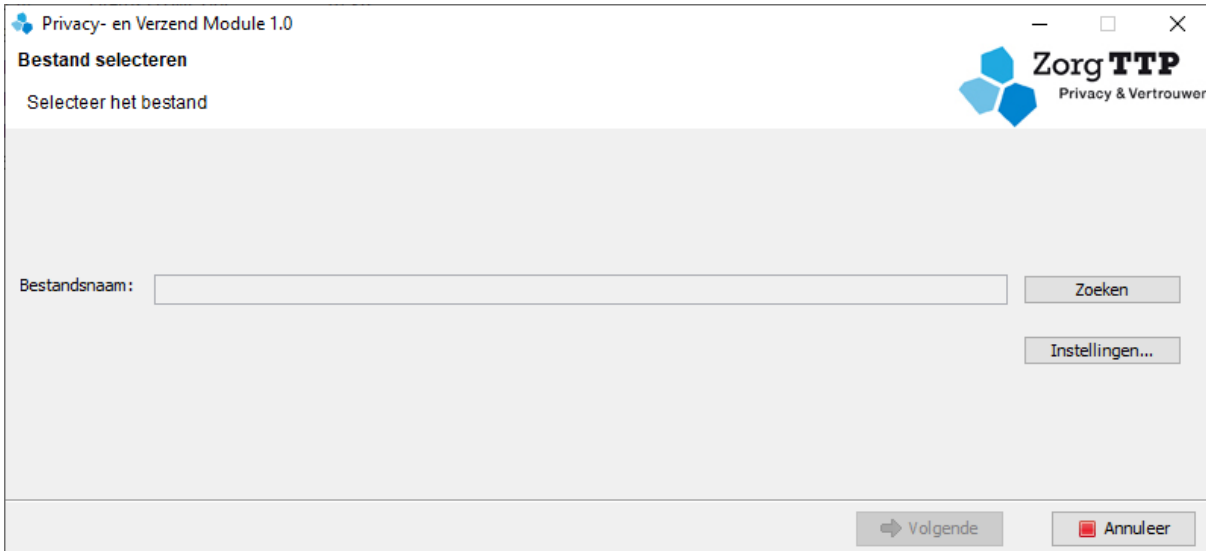 Privacy- en Verzend Module 1.0
Bestand selecteren
Selecteer het bestand
Zorg TTP
Privacy & Vertrouwen
Bestandsnaam:
Zoeken
Instellingen...
Volgende
Annuleer